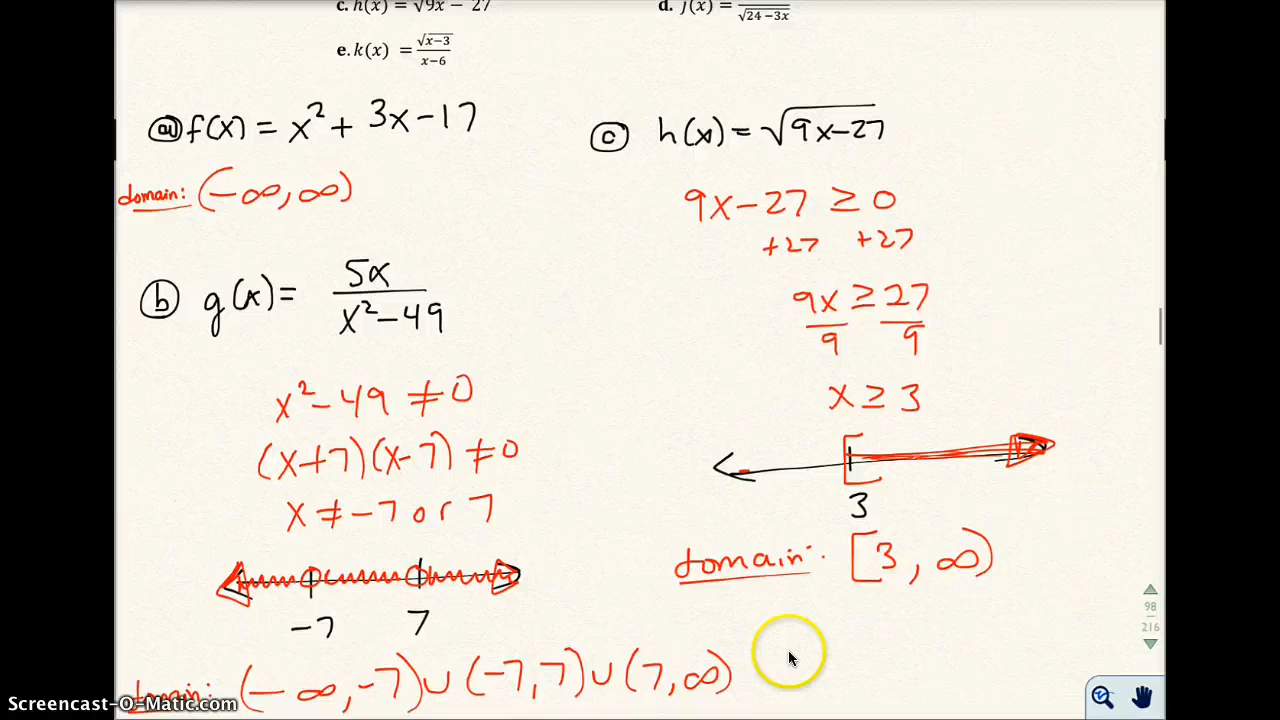 c. h(x) = √9x − 27
d. j(x) = /√24−3x
e. k(x) = √x−3/x−6
ⓐ f(x) = x² + 3x − 17
domain: (−∞, ∞)
ⓑ g(x) = 5x/x² − 49
x² − 49 ≠ 0
(x+7)(x−7) ≠ 0
x ≠ −7 or 7
−7 7
domain: (−∞, −7) ∪ (−7, 7) ∪ (7, ∞)
ⓒ h(x) = √9x−27
9x − 27 ≥ 0
+27 +27
9x ≥ 27
9 9
x ≥ 3
3
domain: [3, ∞)
98
216
Screencast-O-Matic.com